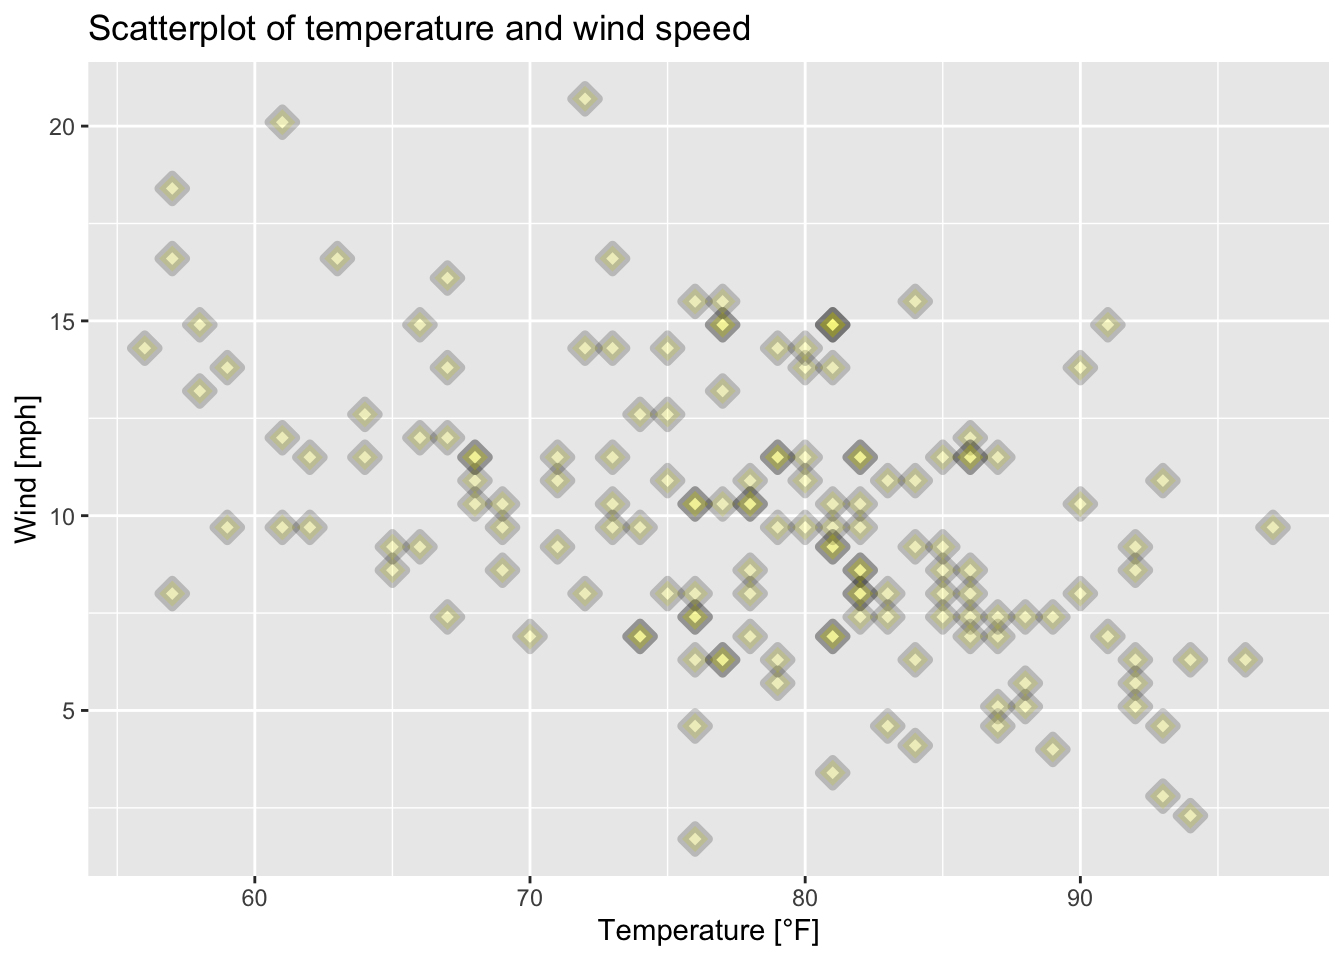 Scatterplot of temperature and wind speed
Wind [mph]
20
15
10
5
60 70 80 90
Temperature [°F]